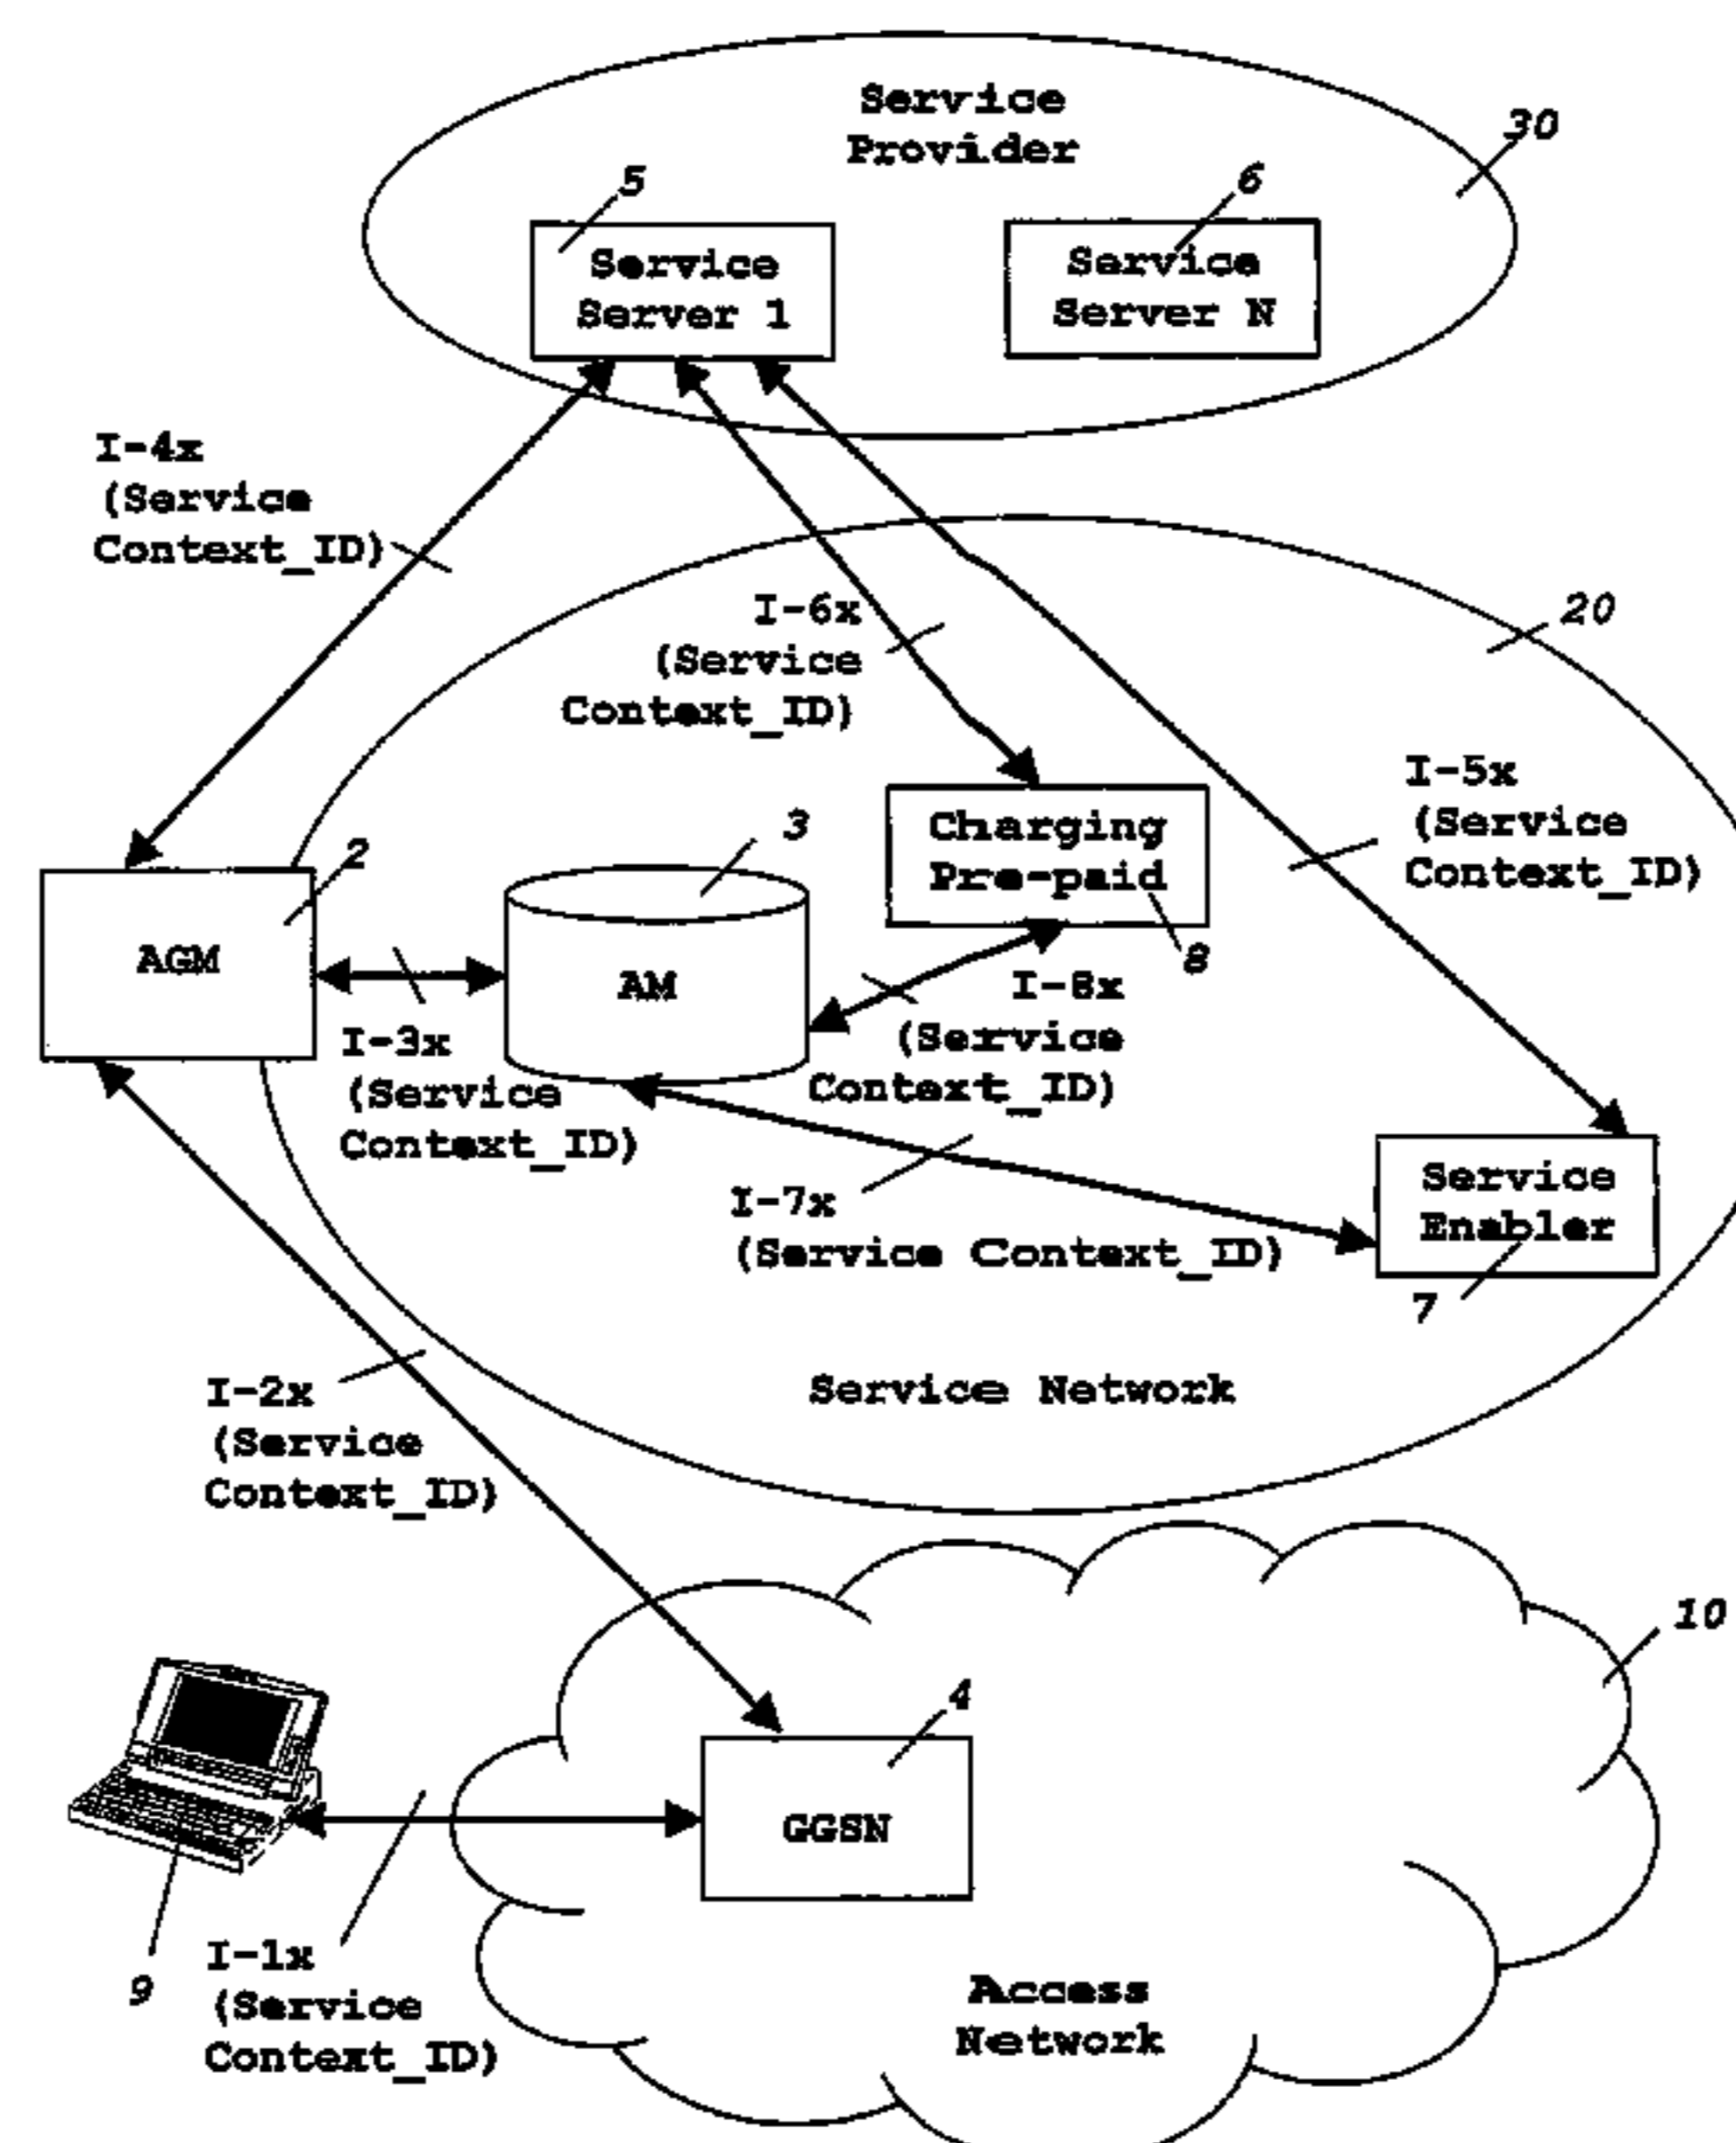 Service
Provider
30
5
6
Service
Server 1
Service
Server N
I-4x
(Service
Context_ID)
20
I-6x
(Service
Context_ID)
I-5x
(Service
Context_ID)
2
3
Charging
Pre-paid
8
AGM
AM
I-3x
(Service
Context_ID)
I-8x
(Service
Context_ID)
I-7x
(Service Context_ID)
Service
Enabler
7
Service Network
I-2x
(Service
Context_ID)
10
4
GGSN
9
I-1x
(Service
Context_ID)
Access
Network